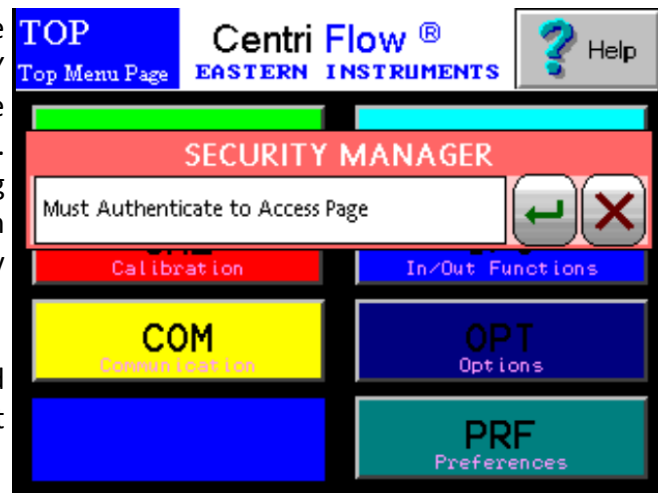 TOP
Top Menu Page
Centri Flow ®
EASTERN INSTRUMENTS
Help
SECURITY MANAGER
Must Authenticate to Access Page
Calibration
In/Out Functions
COM
Communication
OPT
Options
PRF
Preferences